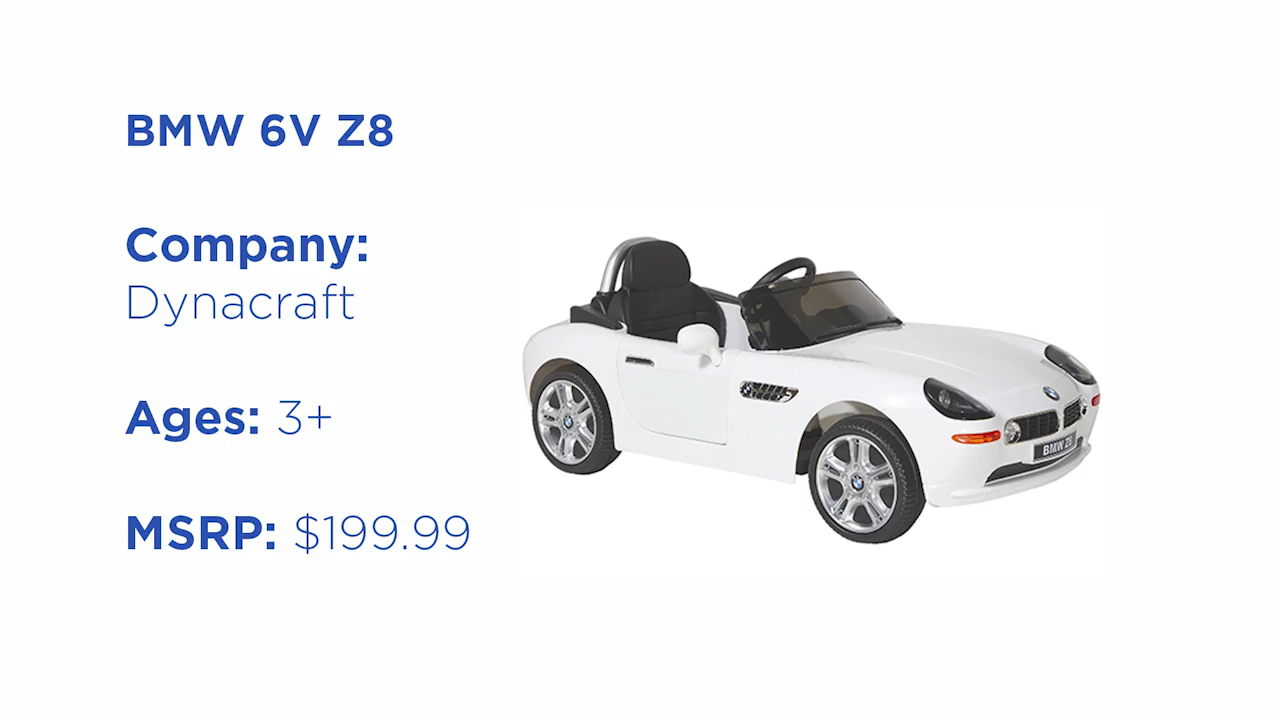 BMW 6V Z8
Company:
Dynacraft
Ages: 3+
MSRP: $199.99
BMW Z8